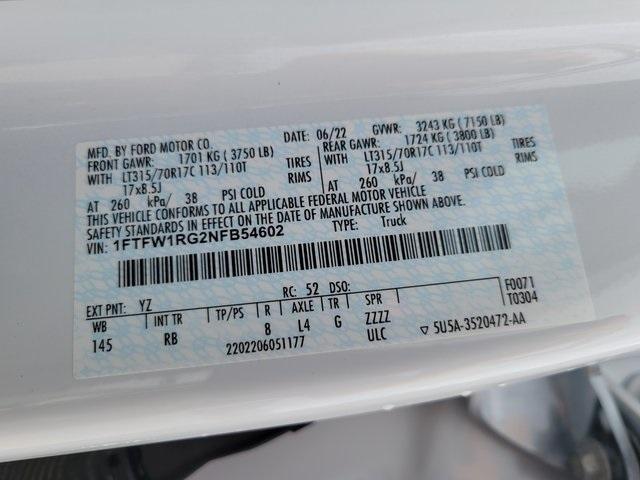 MFD. BY FORD MOTOR CO. DATE: 06/22 GVWR: 3243 KG ( 7150 LB)
FRONT GAWR: 1701 KG ( 3750 LB) REAR GAWR: 1724 KG ( 3800 LB)
WITH LT315/70R17C 113/110T TIRES WITH LT315/70R17C 113/110T TIRES
17x8.5J RIMS 17x8.5J RIMS
AT 260 kPa/ 38 PSI COLD AT 260 kPa/ 38 PSI COLD
THIS VEHICLE CONFORMS TO ALL APPLICABLE FEDERAL MOTOR VEHICLE
SAFETY STANDARDS IN EFFECT ON THE DATE OF MANUFACTURE SHOWN ABOVE.
VIN: 1FTFW1RG2NFB54602 TYPE: Truck
EXT PNT: YZ RC: 52 DSO: F0071
WB INT TR TP/PS R AXLE TR SPR T0304
145 RB 8 L4 G ZZZZ
2202206051177 ULC ▽ 5U5A-3520472-AA